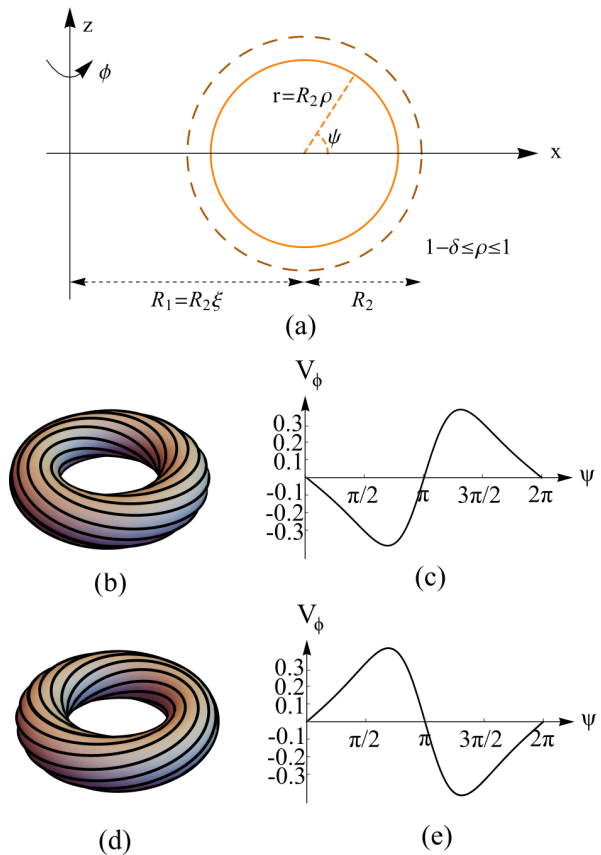 z
ϕ
r=R₂ρ
ψ
x
1−δ≤ρ≤1
R₁=R₂ξ
R₂
(a)
V_ϕ
0.3
0.2
0.1
-0.1
-0.2
-0.3
π/2
π
3π/2
2π
ψ
(b)
(c)
V_ϕ
0.3
0.2
0.1
-0.1
-0.2
-0.3
π/2
π
3π/2
2π
ψ
(d)
(e)